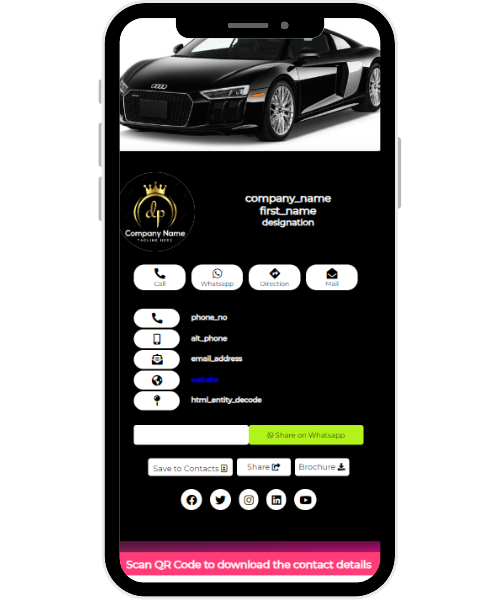 company_name
first_name
designation
dp
Company Name
TAGLINE HERE
Call
Whatsapp
Direction
Mail
phone_no
alt_phone
email_address
website
html_entity_decode
Share on Whatsapp
Save to Contacts
Share
Brochure
Scan QR Code to download the contact details